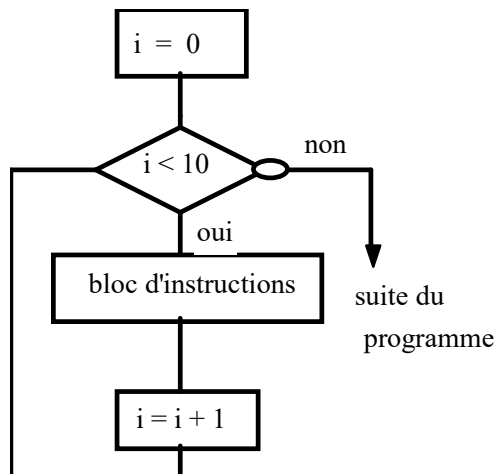 i = 0
i < 10
non
oui
bloc d'instructions
suite du
programme
i = i + 1